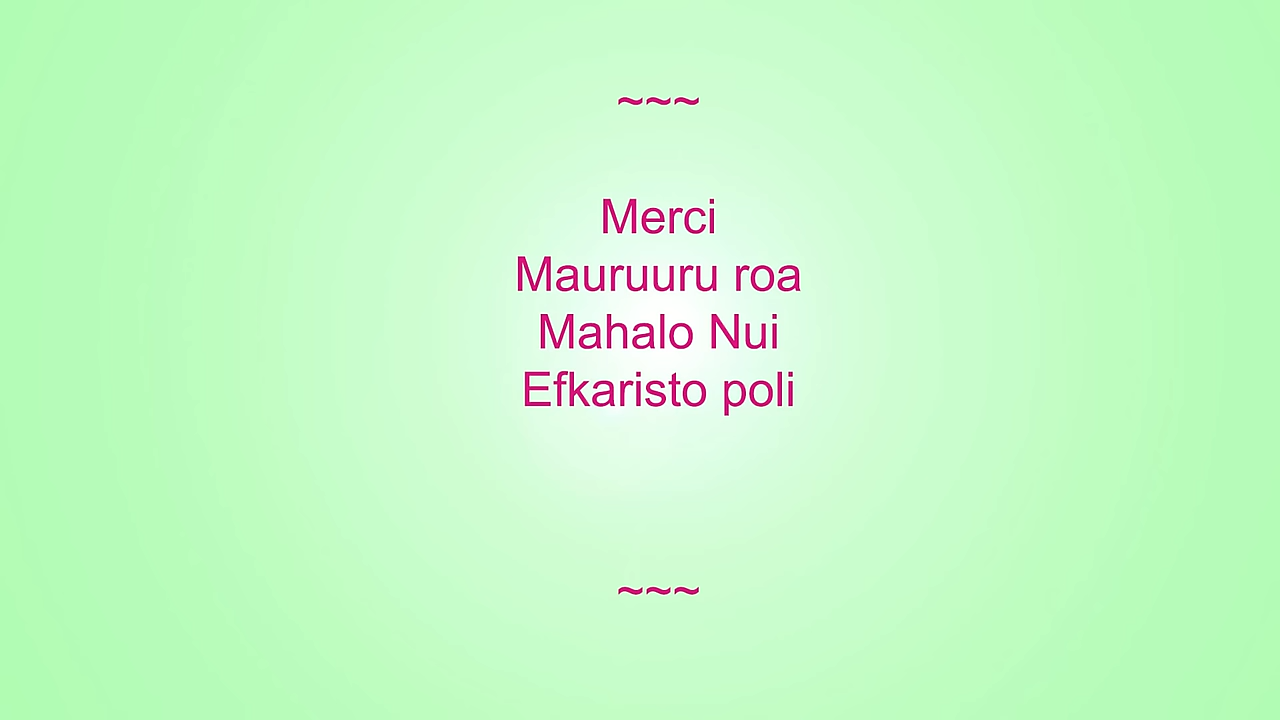 ~~~
Merci
Mauruuru roa
Mahalo Nui
Efkaristo poli
~~~